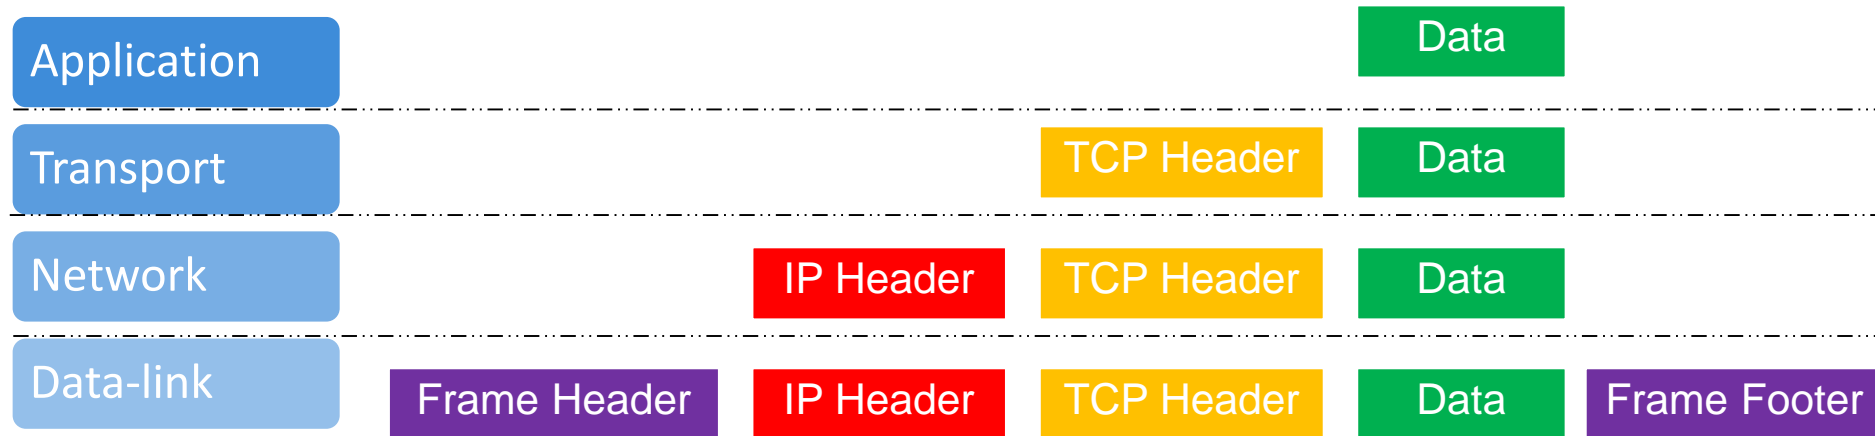 Application
Data
Transport
TCP Header
Data
Network
IP Header
TCP Header
Data
Data-link
Frame Header
IP Header
TCP Header
Data
Frame Footer